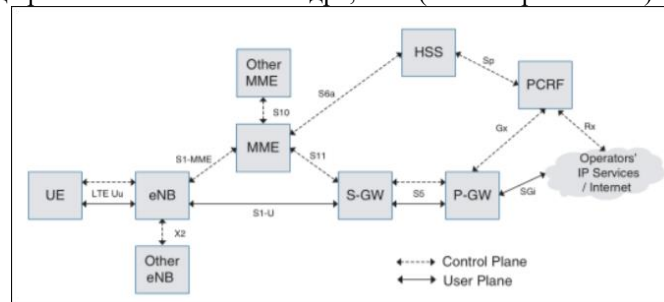 HSS
Other
MME
S6a
Sp
PCRF
S10
MME
Gx
Rx
S1-MME
S11
Operators'
IP Services
/ Internet
UE
LTE Uu
eNB
S1-U
S-GW
S5
P-GW
SGi
X2
Other
eNB
Control Plane
User Plane